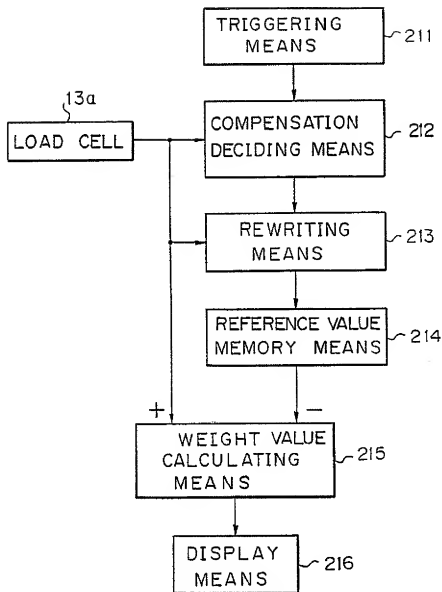 TRIGGERING
MEANS
211
13a
LOAD CELL
COMPENSATION
DECIDING MEANS
212
REWRITING
MEANS
213
REFERENCE VALUE
MEMORY MEANS
214
+
−
WEIGHT VALUE
CALCULATING
MEANS
215
DISPLAY
MEANS
216